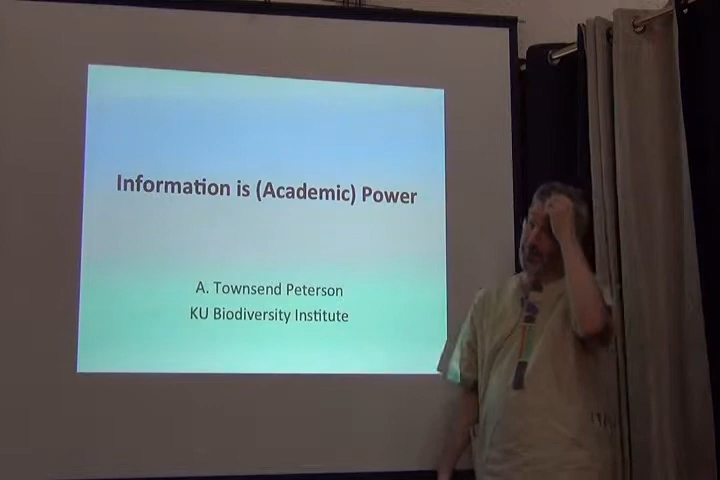 Information is (Academic) Power
A. Townsend Peterson
KU Biodiversity Institute